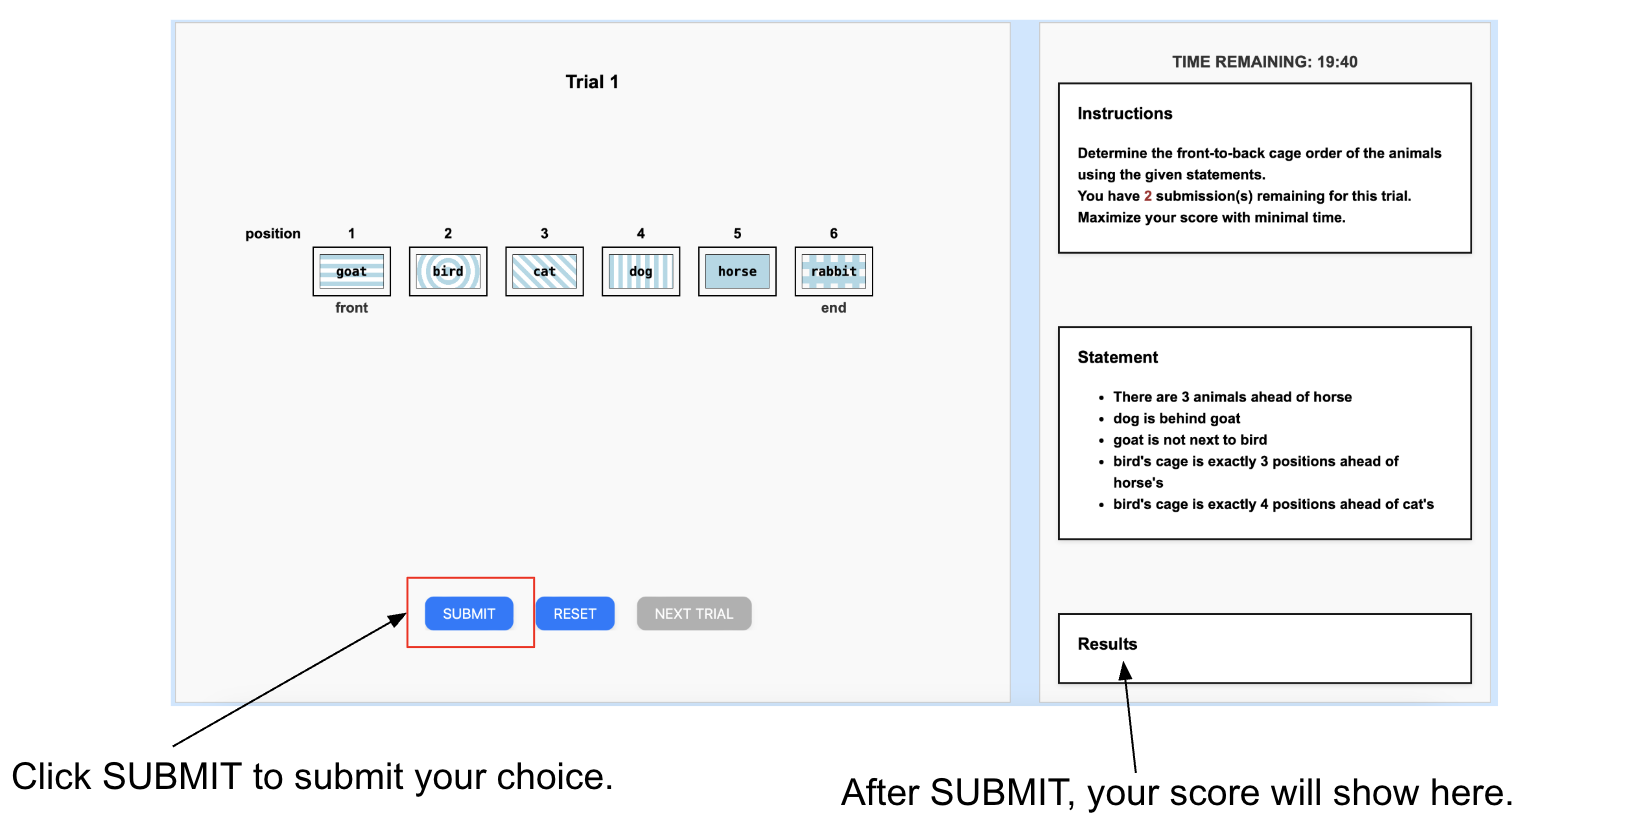 Trial 1
position 1 2 3 4 5 6
goat bird cat dog horse rabbit
front end
SUBMIT RESET NEXT TRIAL
TIME REMAINING: 19:40
Instructions
Determine the front-to-back cage order of the animals
using the given statements.
You have 2 submission(s) remaining for this trial.
Maximize your score with minimal time.
Statement
• There are 3 animals ahead of horse
• dog is behind goat
• goat is not next to bird
• bird's cage is exactly 3 positions ahead of
horse's
• bird's cage is exactly 4 positions ahead of cat's
Results
Click SUBMIT to submit your choice.
After SUBMIT, your score will show here.